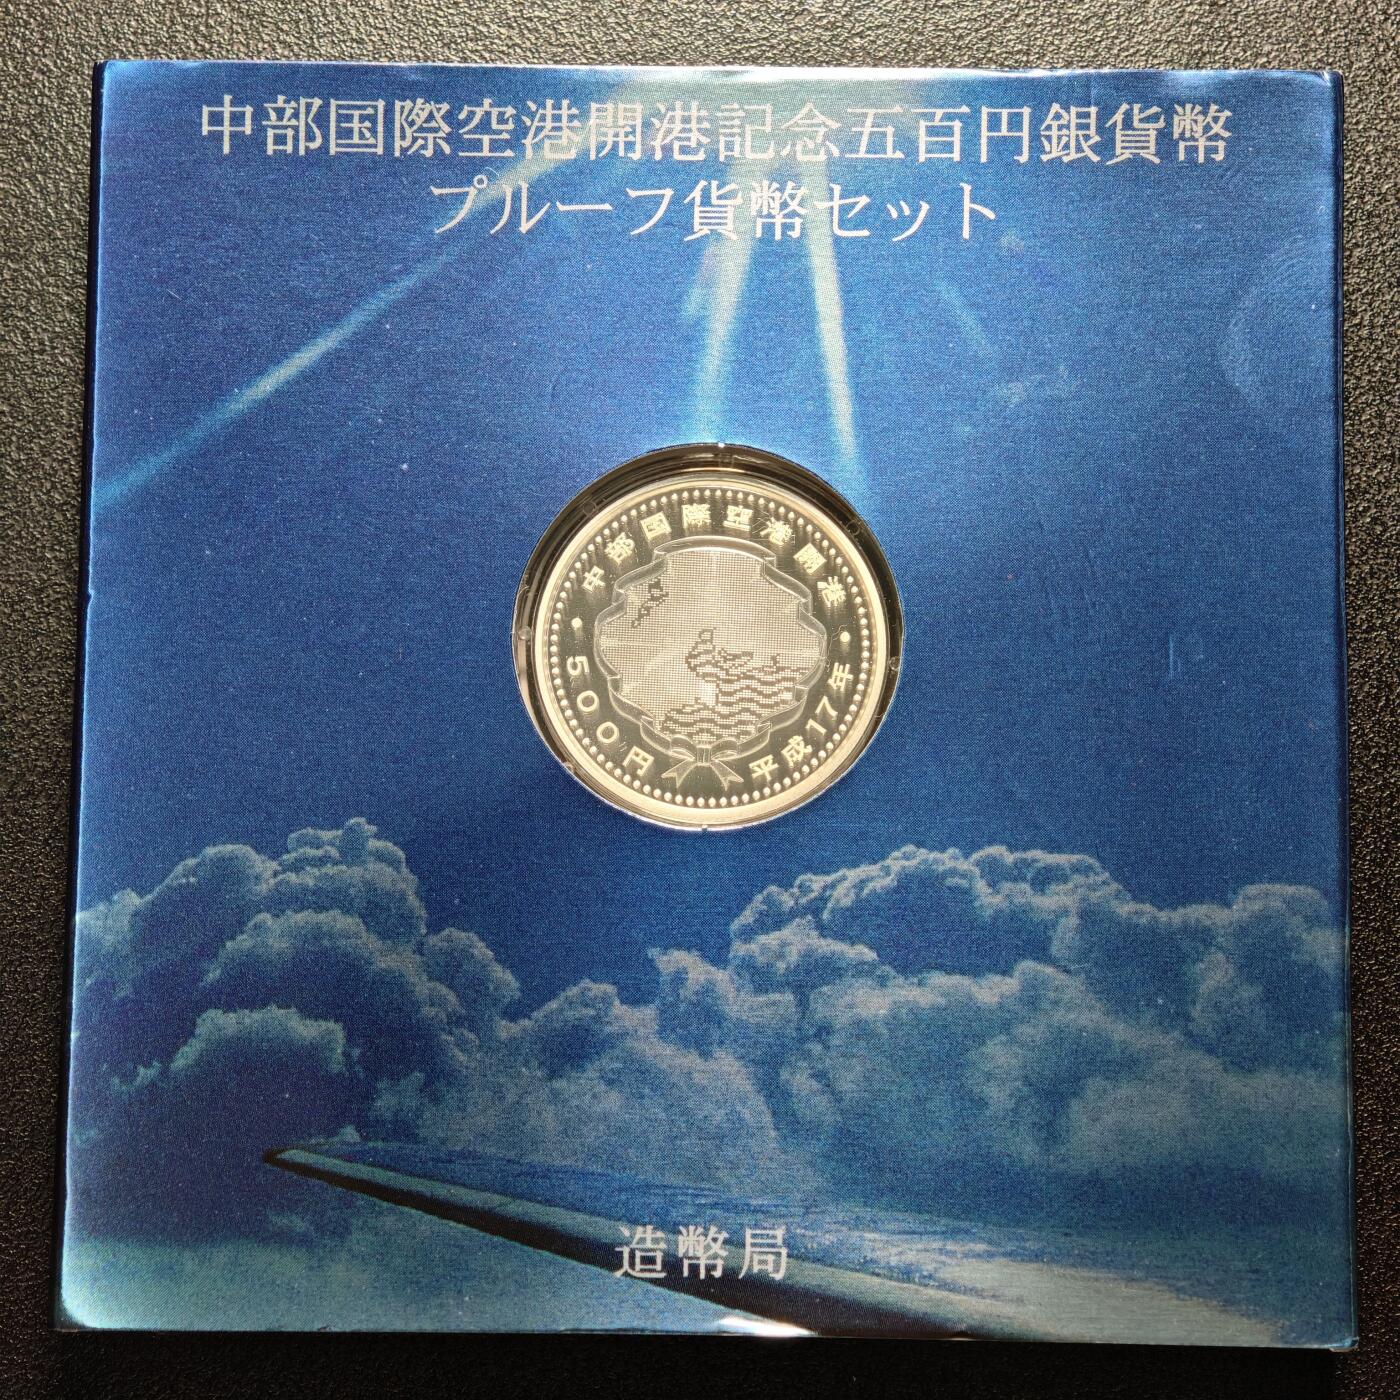 中部国際空港開港記念五百円銀貨幣
プルーフ貨幣セット
中部国際空港開港
500円
平成17年
造幣局